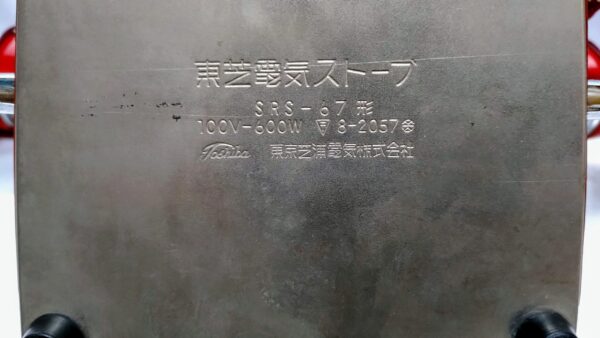 東芝電気ストーブ
SRS-67形
100V-600W 〒 8-2057
Toshiba 東京芝浦電気株式会社